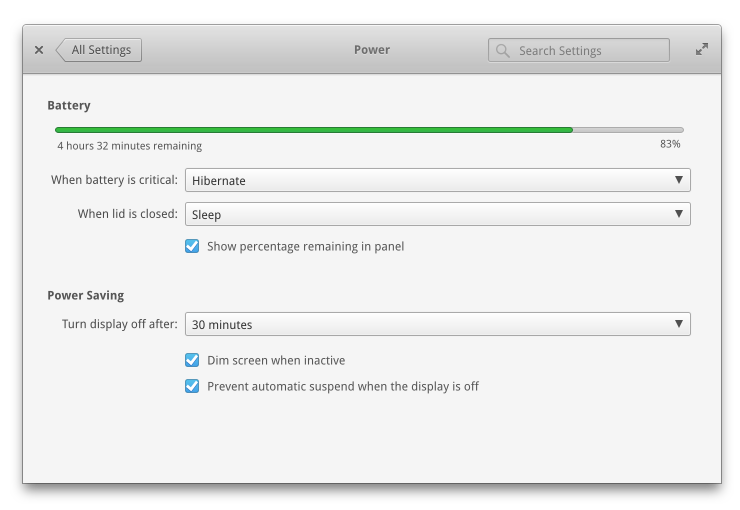 All Settings
Power
Search Settings
Battery
4 hours 32 minutes remaining
83%
When battery is critical:
Hibernate
When lid is closed:
Sleep
Show percentage remaining in panel
Power Saving
Turn display off after:
30 minutes
Dim screen when inactive
Prevent automatic suspend when the display is off